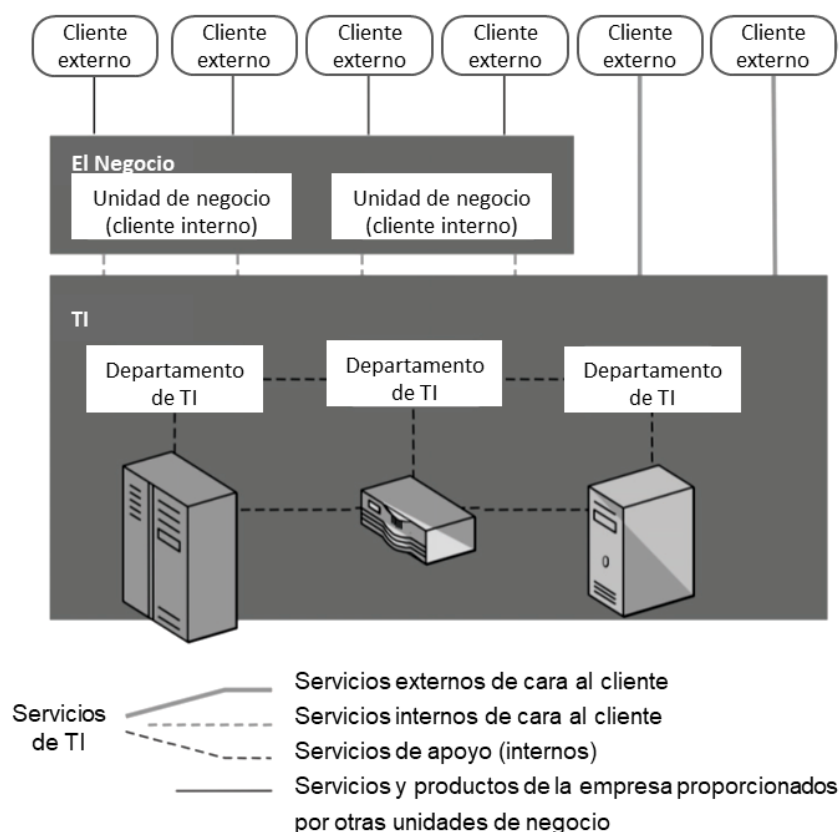 Cliente
externo
Cliente
externo
Cliente
externo
Cliente
externo
Cliente
externo
Cliente
externo
El Negocio
Unidad de negocio
(cliente interno)
Unidad de negocio
(cliente interno)
TI
Departamento
de TI
Departamento
de TI
Departamento
de TI
Servicios
de TI
Servicios externos de cara al cliente
Servicios internos de cara al cliente
Servicios de apoyo (internos)
Servicios y productos de la empresa proporcionados
por otras unidades de negocio